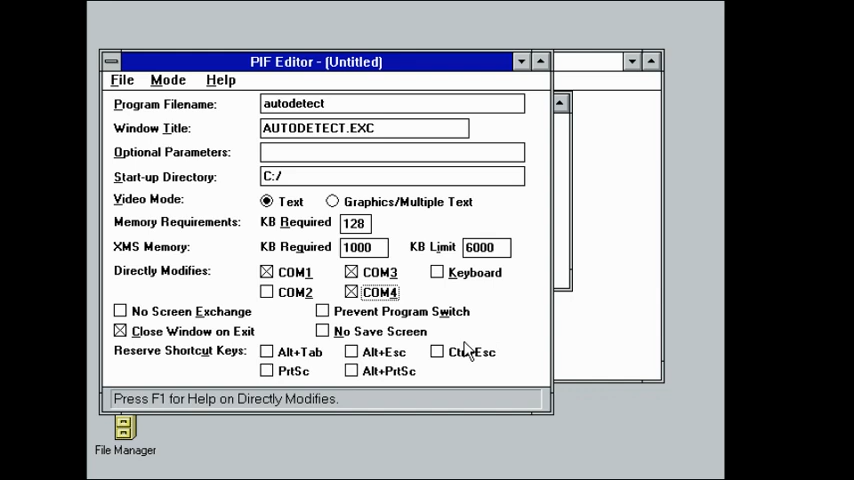 PIF Editor - (Untitled)
File Mode Help
Program Filename: autodetect
Window Title: AUTODETECT.EXC
Optional Parameters:
Start-up Directory: C:/
Video Mode: Text Graphics/Multiple Text
Memory Requirements: KB Required 128
XMS Memory: KB Required 1000 KB Limit 6000
Directly Modifies: COM1 COM3 Keyboard
COM2 COM4
No Screen Exchange Prevent Program Switch
Close Window on Exit No Save Screen
Reserve Shortcut Keys: Alt+Tab Alt+Esc Ctrl+Esc
PrtSc Alt+PrtSc
Press F1 for Help on Directly Modifies.
File Manager